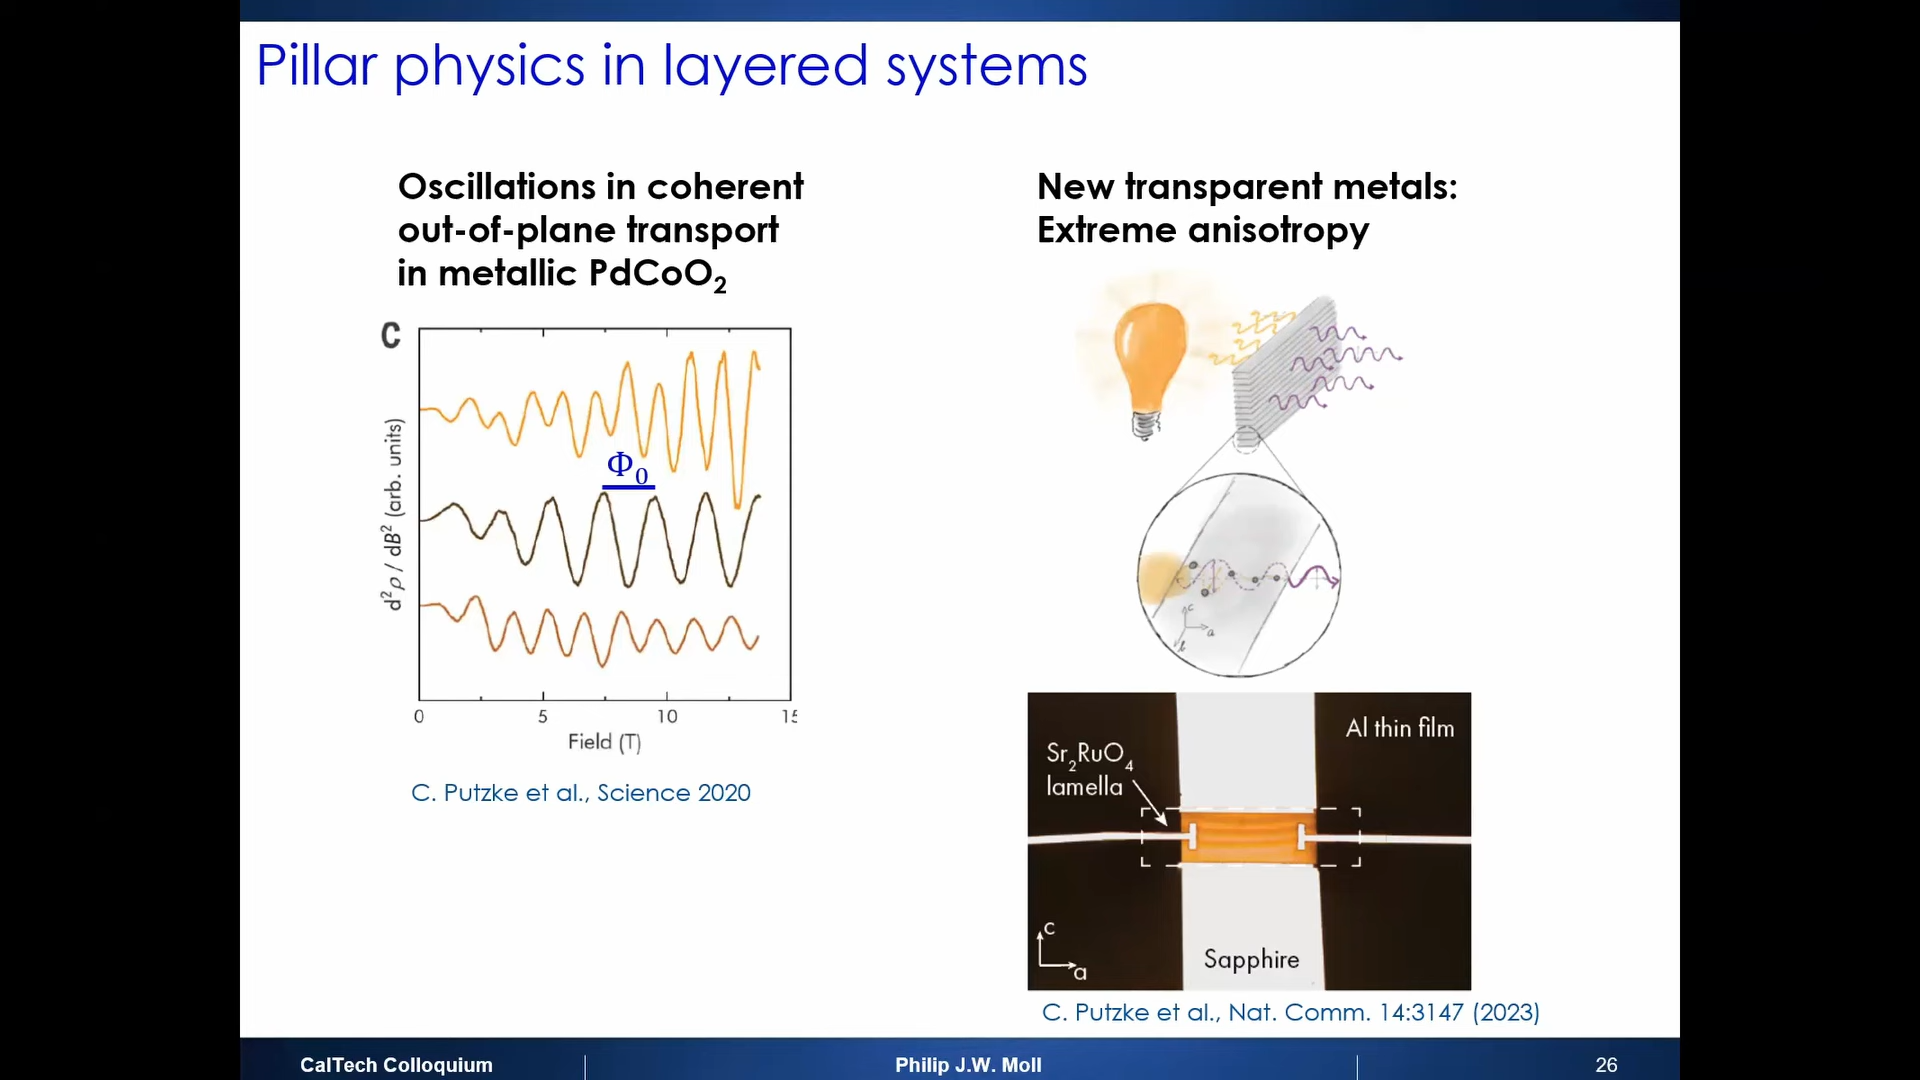 Pillar physics in layered systems
Oscillations in coherent
out-of-plane transport
in metallic PdCoO₂
C
d²ρ / dB² (arb. units)
Φ₀
0 5 10 15
Field (T)
C. Putzke et al., Science 2020
New transparent metals:
Extreme anisotropy
c
a
b
Al thin film
Sr₂RuO₄
lamella
c
a
Sapphire
C. Putzke et al., Nat. Comm. 14:3147 (2023)
CalTech Colloquium
Philip J.W. Moll
26